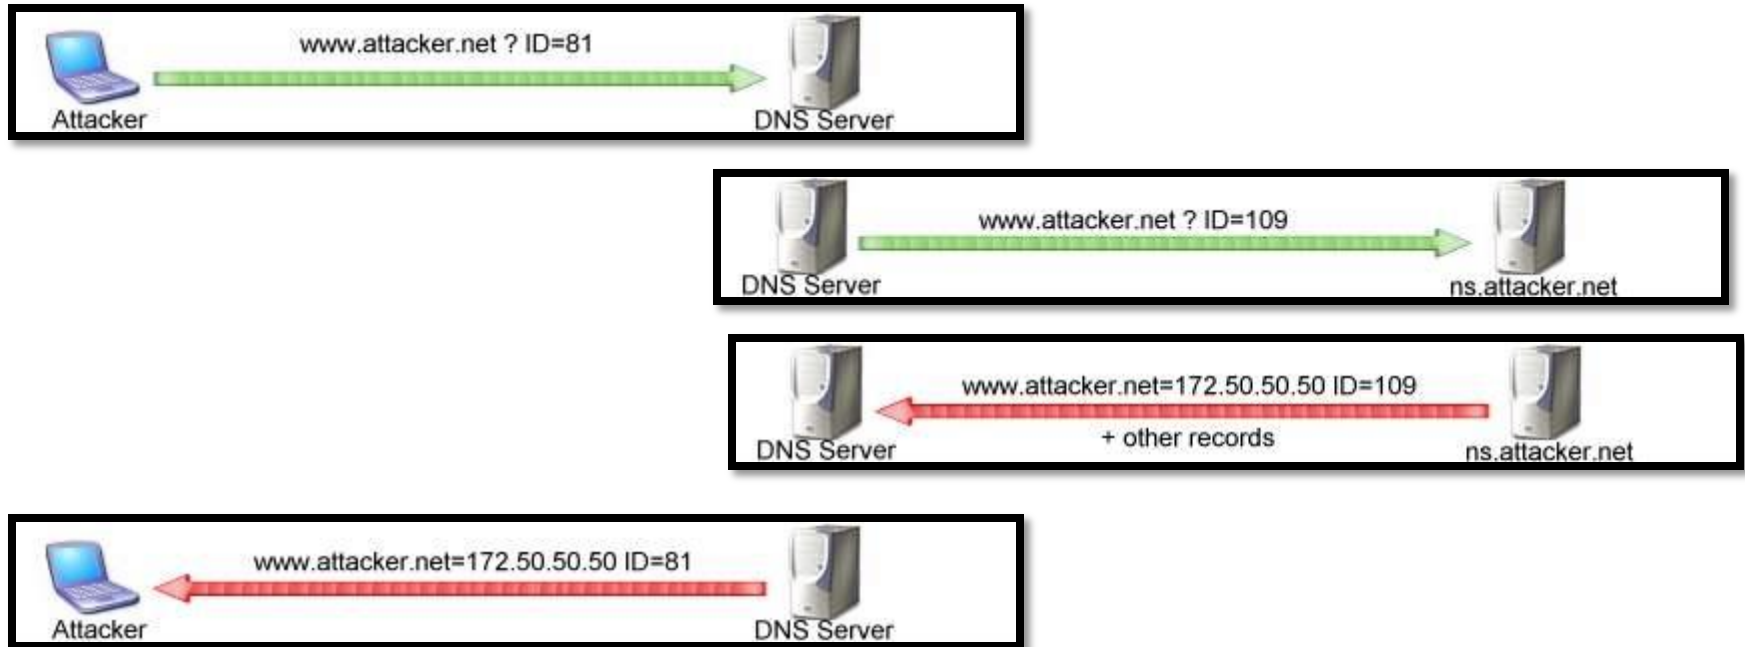 www.attacker.net ? ID=81
Attacker
DNS Server
www.attacker.net ? ID=109
DNS Server
ns.attacker.net
www.attacker.net=172.50.50.50 ID=109
+ other records
DNS Server
ns.attacker.net
www.attacker.net=172.50.50.50 ID=81
Attacker
DNS Server